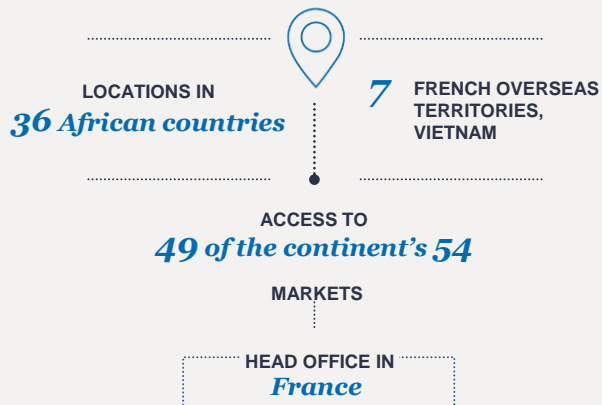 LOCATIONS IN
36 African countries
7 FRENCH OVERSEAS
TERRITORIES,
VIETNAM
ACCESS TO
49 of the continent's 54
MARKETS
HEAD OFFICE IN
France